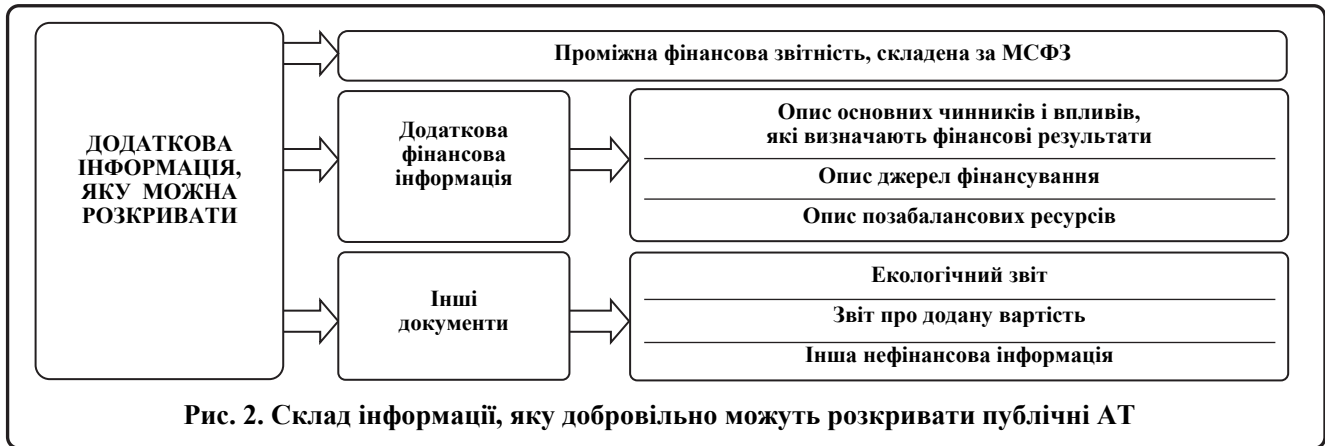 ДОДАТКОВА
ІНФОРМАЦІЯ,
ЯКУ МОЖНА
РОЗКРИВАТИ
Проміжна фінансова звітність, складена за МСФЗ
Додаткова
фінансова
інформація
Опис основних чинників і впливів,
які визначають фінансові результати
Опис джерел фінансування
Опис позабалансових ресурсів
Інші
документи
Екологічний звіт
Звіт про додану вартість
Інша нефінансова інформація
Рис. 2. Склад інформації, яку добровільно можуть розкривати публічні АТ